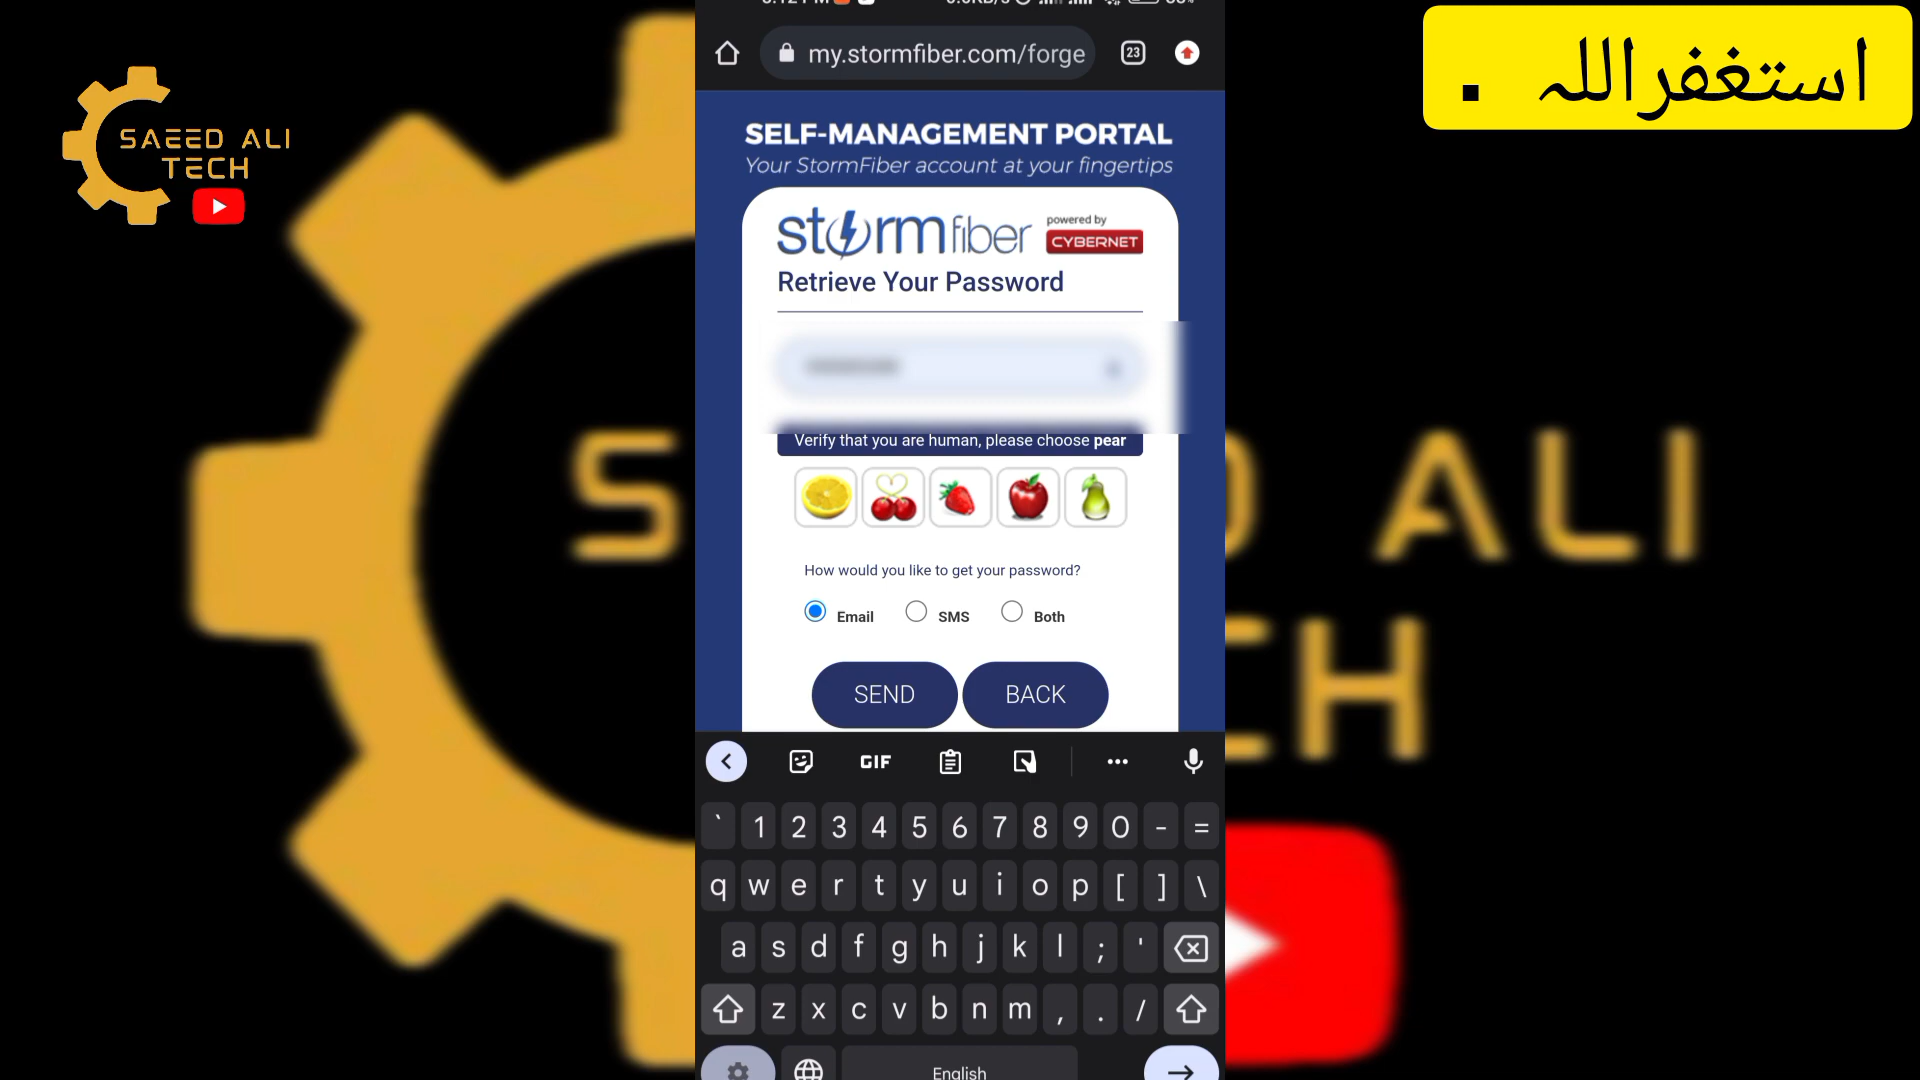 SAEED ALI
TECH
استغفراللہ .
my.stormfiber.com/forge
23
SELF-MANAGEMENT PORTAL
Your StormFiber account at your fingertips
stormfiber
powered by
CYBERNET
Retrieve Your Password
Verify that you are human, please choose pear
How would you like to get your password?
Email SMS Both
SEND BACK
GIF
` 1 2 3 4 5 6 7 8 9 0 - =
q w e r t y u i o p [ ] \
a s d f g h j k l ; '
z x c v b n m , . /
English
S D ALI
CH